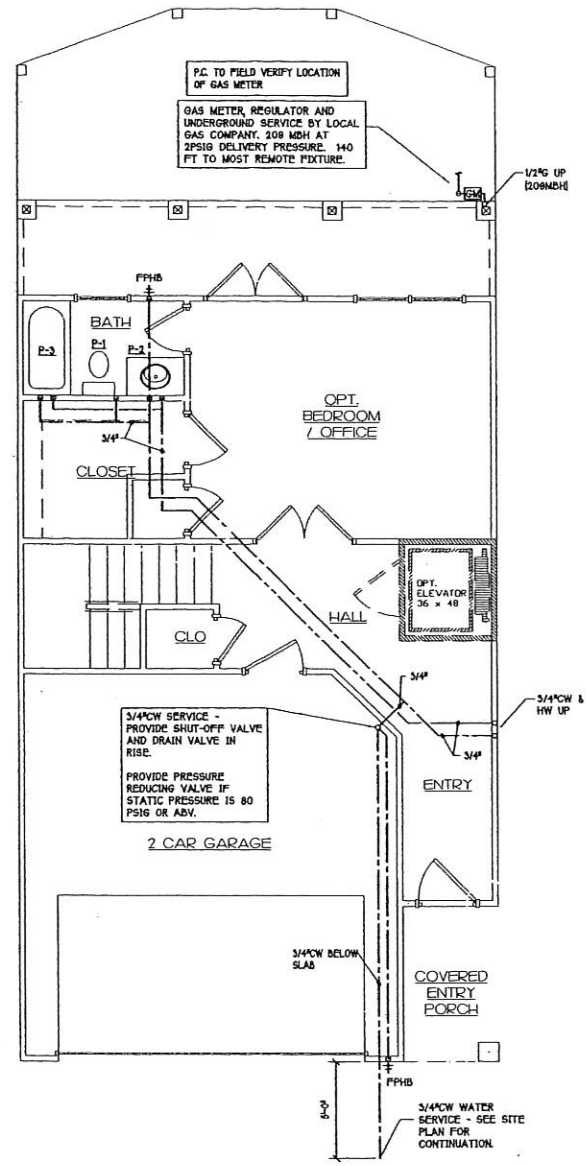 P.C. TO FIELD VERIFY LOCATION
OF GAS METER
GAS METER, REGULATOR AND
UNDERGROUND SERVICE BY LOCAL
GAS COMPANY. 209 MBH AT
2PSIG DELIVERY PRESSURE. 140
FT TO MOST REMOTE FIXTURE.
GM
1/2"G UP
(209MBH)
FPHB
BATH
P-3
P-1
P-2
OPT.
BEDROOM
/ OFFICE
3/4"
CLOSET
OPT.
ELEVATOR
36 x 48
HALL
CLO
3/4"
3/4"CW &
HW UP
3/4"
3/4"CW SERVICE -
PROVIDE SHUT-OFF VALVE
AND DRAIN VALVE IN
RISE.
PROVIDE PRESSURE
REDUCING VALVE IF
STATIC PRESSURE IS 80
PSIG OR ABV.
ENTRY
2 CAR GARAGE
3/4"CW BELOW
SLAB
COVERED
ENTRY
PORCH
FPHB
3/4"CW WATER
SERVICE - SEE SITE
PLAN FOR
CONTINUATION.